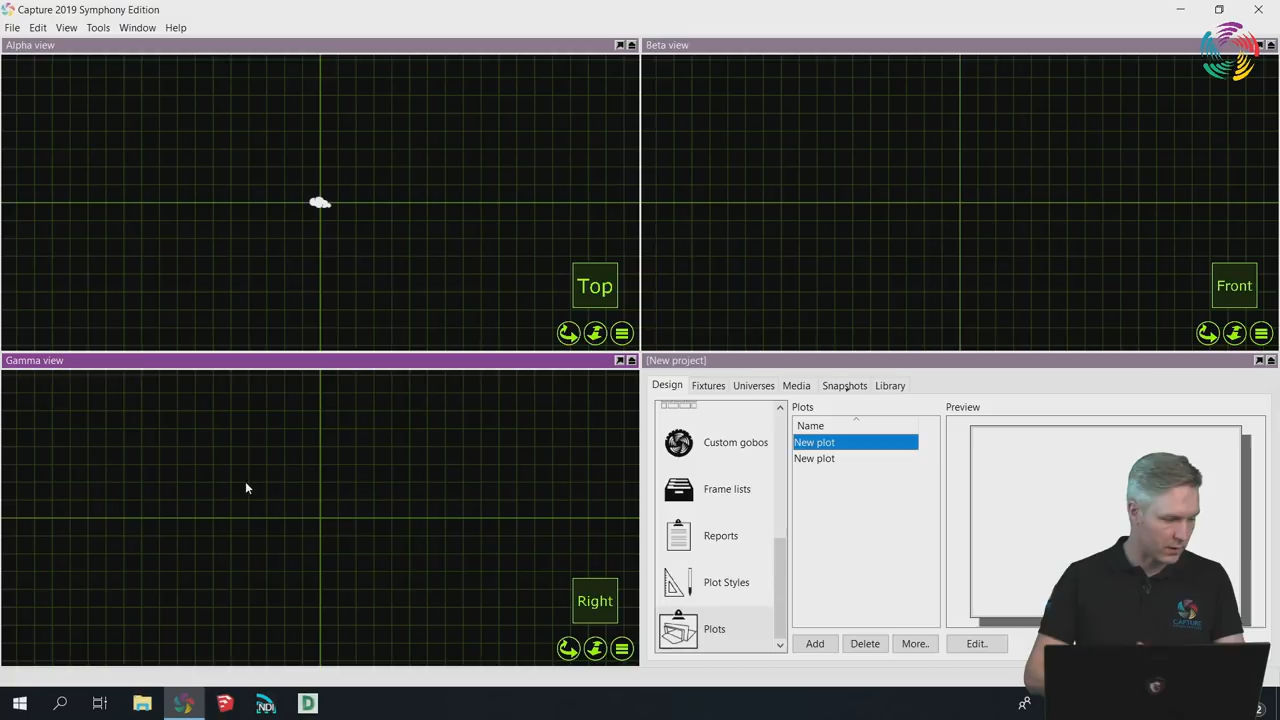 Capture 2019 Symphony Edition
File Edit View Tools Window Help
Alpha view
Beta view
Top
Front
Gamma view
[New project]
Design Fixtures Universes Media Snapshots Library
Plots
Preview
Name
Custom gobos
New plot
New plot
Frame lists
Reports
Plot Styles
Right
Plots
Add Delete More.. Edit..
NDI
D
CAPTURE